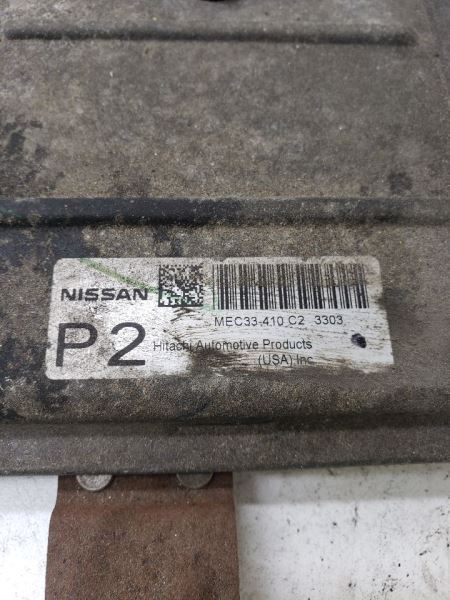 NISSAN
MEC33-410 C2 3303
P2
Hitachi Automotive Products
(USA) Inc